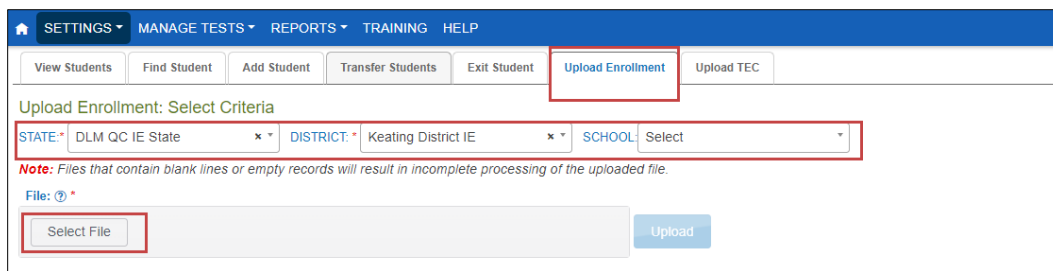 SETTINGS MANAGE TESTS REPORTS TRAINING HELP
View Students Find Student Add Student Transfer Students Exit Student Upload Enrollment Upload TEC
Upload Enrollment: Select Criteria
STATE:* DLM QC IE State × DISTRICT: * Keating District IE × SCHOOL: Select
Note: Files that contain blank lines or empty records will result in incomplete processing of the uploaded file.
File: ? *
Select File Upload